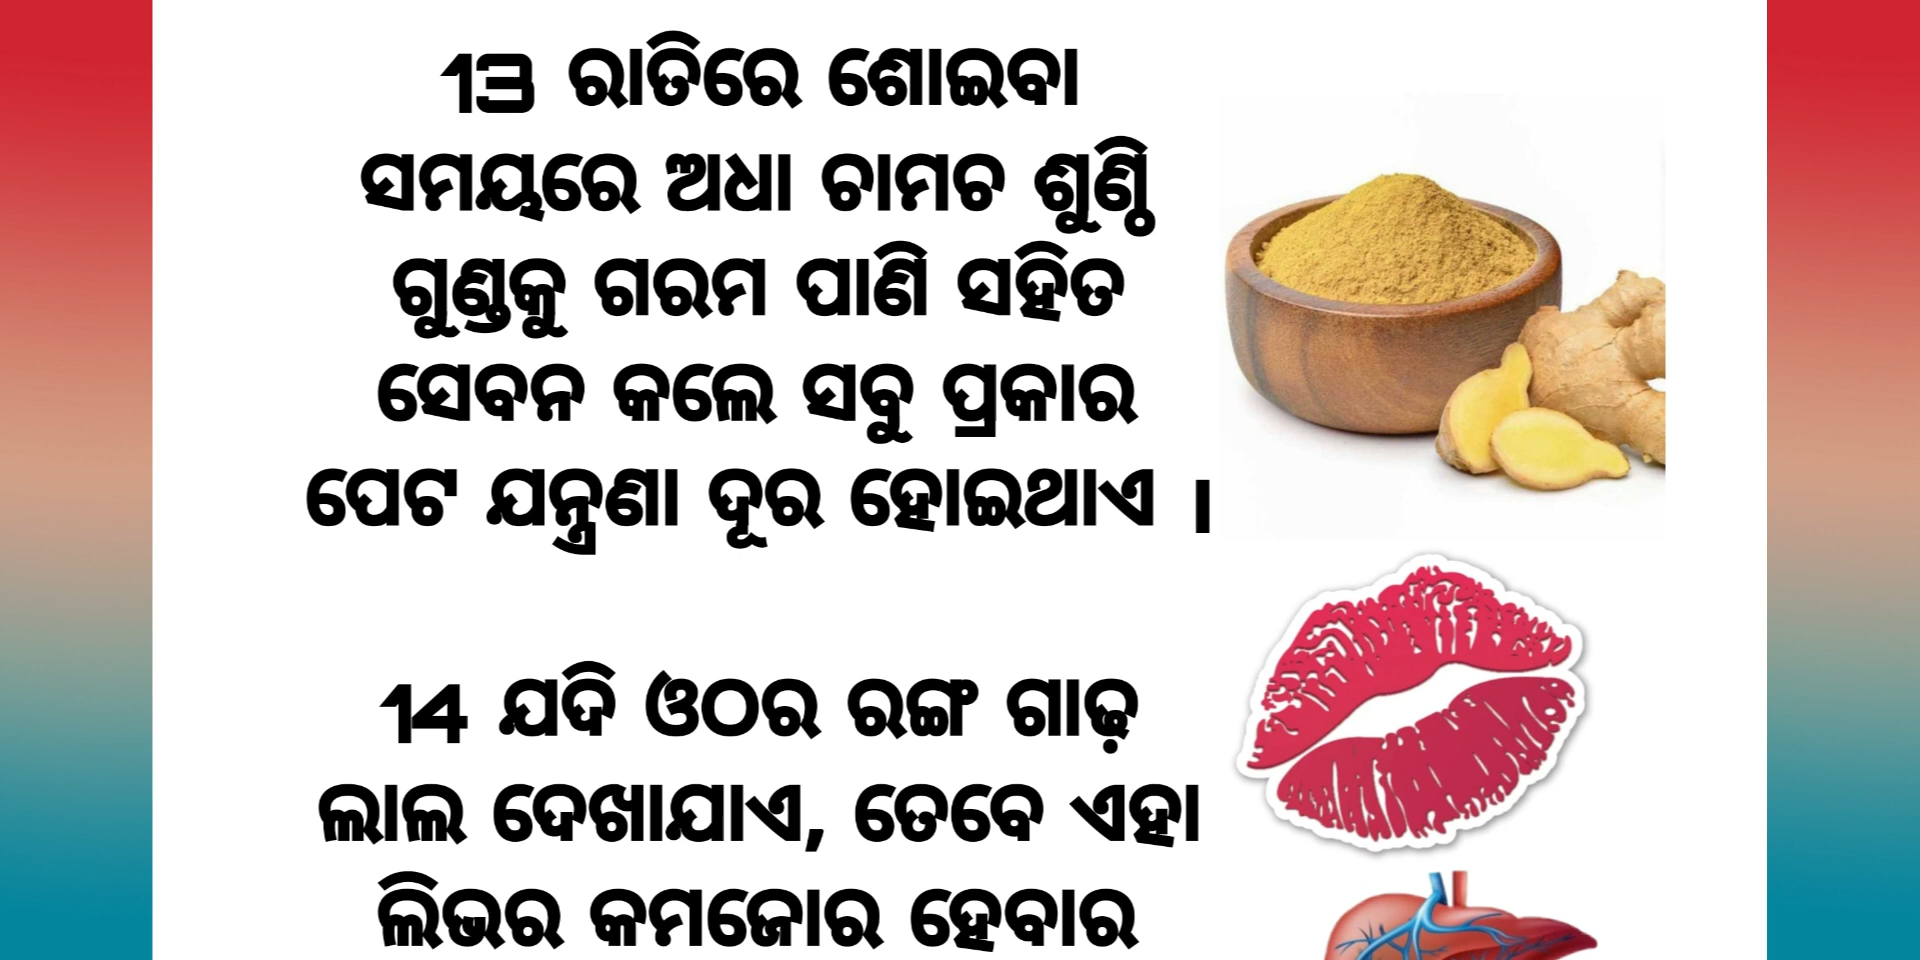 13 ରାତିରେ ଶୋଇବା
ସମୟରେ ଅଧା ଚାମଚ ଶୁଣ୍ଠି
ଗୁଣ୍ଡକୁ ଗରମ ପାଣି ସହିତ
ସେବନ କଲେ ସବୁ ପ୍ରକାର
ପେଟ ଯନ୍ତ୍ରଣା ଦୂର ହୋଇଥାଏ ।
14 ଯଦି ଓଠର ରଙ୍ଗ ଗାଢ଼
ଲାଲ ଦେଖାଯାଏ, ତେବେ ଏହା
ଲିଭର କମଜୋର ହେବାର